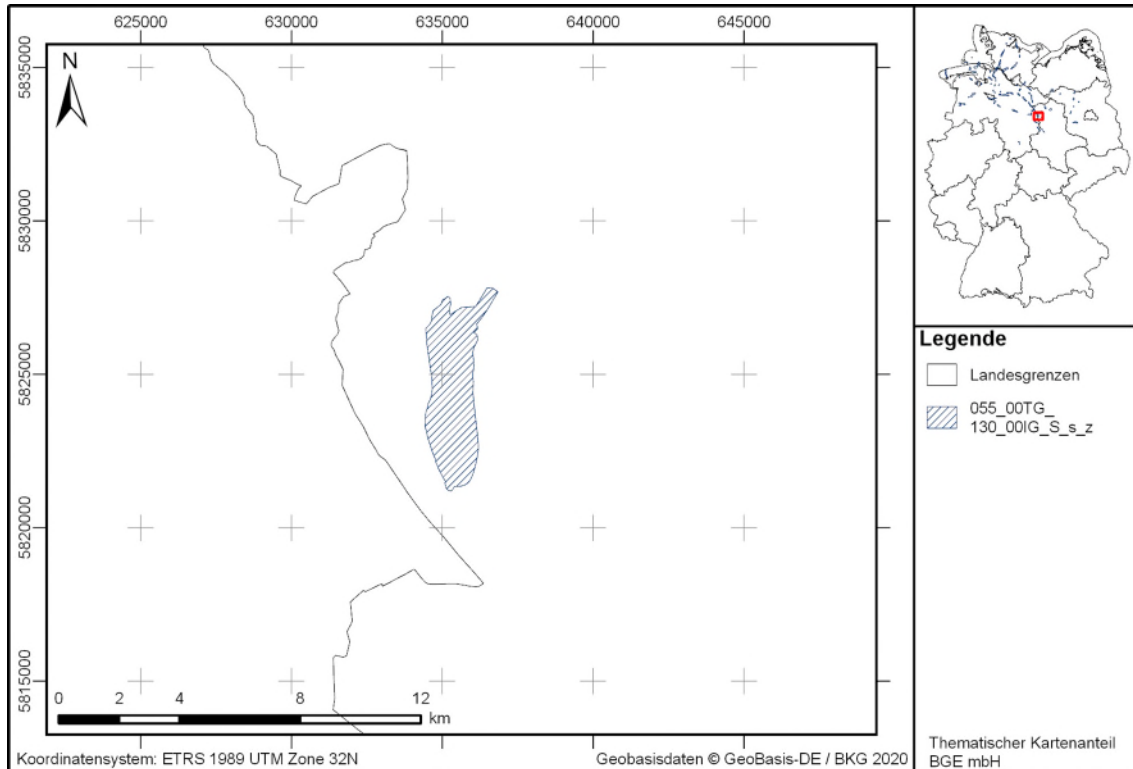 625000 630000 635000 640000 645000
N
5835000
5830000
5825000
5820000
5815000
0 2 4 8 12
km
Koordinatensystem: ETRS 1989 UTM Zone 32N
Geobasisdaten © GeoBasis-DE / BKG 2020
Legende
Landesgrenzen
055_00TG_
130_00IG_S_s_z
Thematischer Kartenanteil
BGE mbH